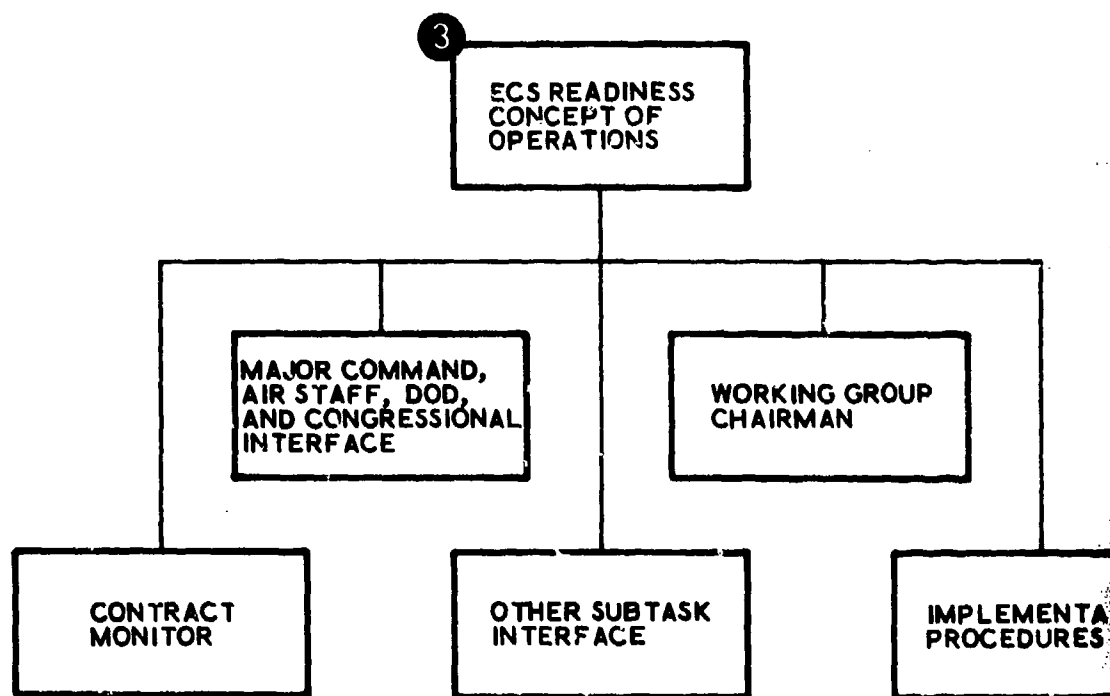 3
ECS READINESS
CONCEPT OF
OPERATIONS
MAJOR COMMAND,
AIR STAFF, DOD,
AND CONGRESSIONAL
INTERFACE
WORKING GROUP
CHAIRMAN
CONTRACT
MONITOR
OTHER SUBTASK
INTERFACE
IMPLEMENTA
PROCEDURES